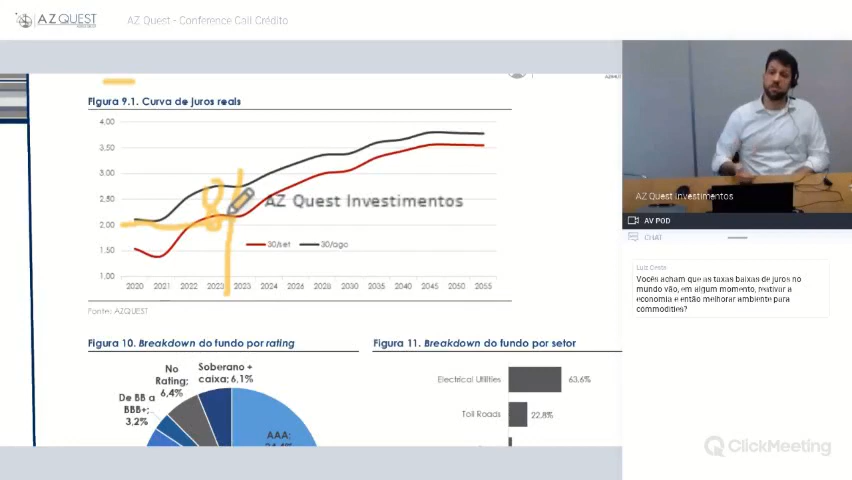 AZ QUEST
AZ Quest - Conference Call Crédito
Figura 9.1. Curva de juros reais
4,00
3,50
3,00
2,50
2,00
1,50
1,00
AZ Quest Investimentos
30/set
30/ago
2020 2021 2022 2023 2023 2024 2026 2028 2030 2035 2040 2045 2050 2055
Fonte: AZQUEST
Figura 10. Breakdown do fundo por rating
No Rating; 6,4%
Soberano + caixa; 6,1%
De BB a BBB+; 3,2%
AAA;
Figura 11. Breakdown do fundo por setor
Electrical Utilities 63,6%
Toll Roads 22,8%
AZ Quest Investimentos
AV POD
CHAT
Vocês acham que as taxas baixas de juros no
mundo vão, em algum momento, reativar a
economia e então melhorar ambiente para
commodities?
ClickMeeting